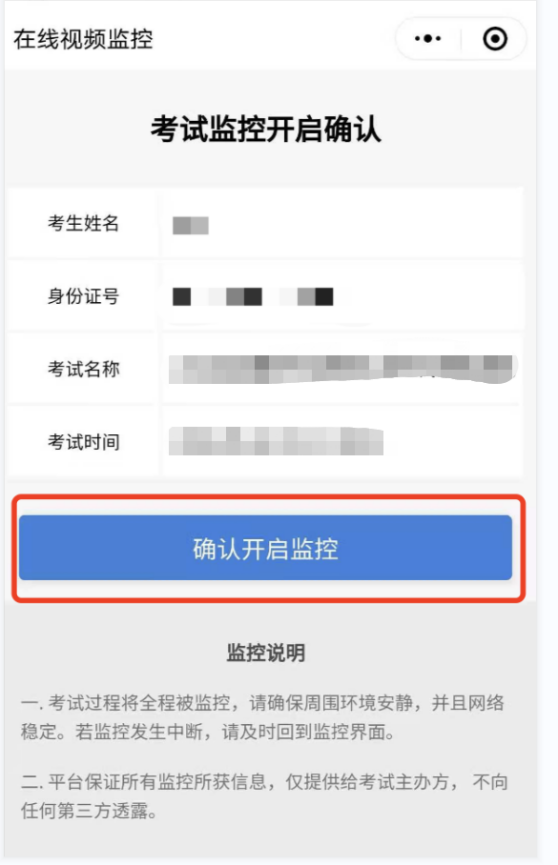 在线视频监控
考试监控开启确认
考生姓名
身份证号
考试名称
考试时间
确认开启监控
监控说明
一. 考试过程将全程被监控，请确保周围环境安静，并且网络
稳定。若监控发生中断，请及时回到监控界面。
二. 平台保证所有监控所获信息，仅提供给考试主办方， 不向
任何第三方透露。